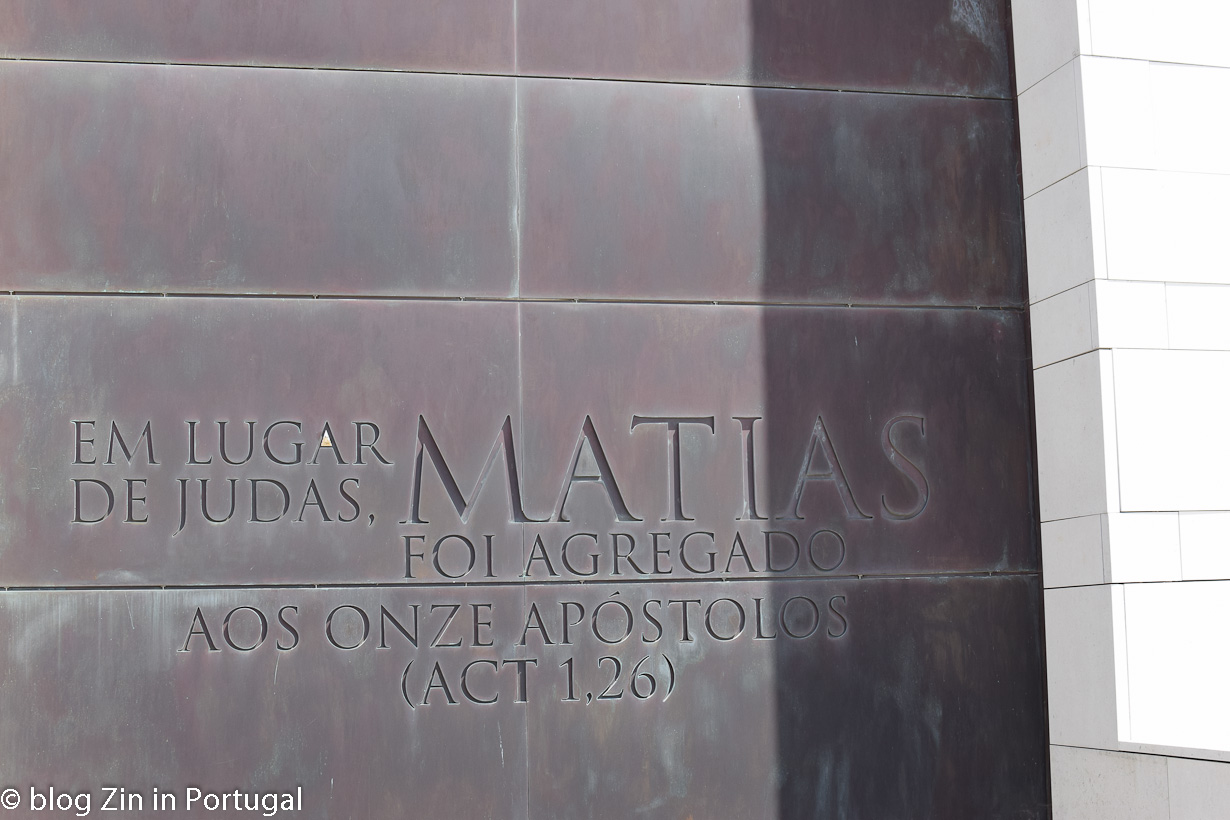 EM LUGAR
DE JUDAS, MATIAS
FOI AGREGADO
AOS ONZE APÓSTOLOS
(ACT 1,26)
© blog Zin in Portugal